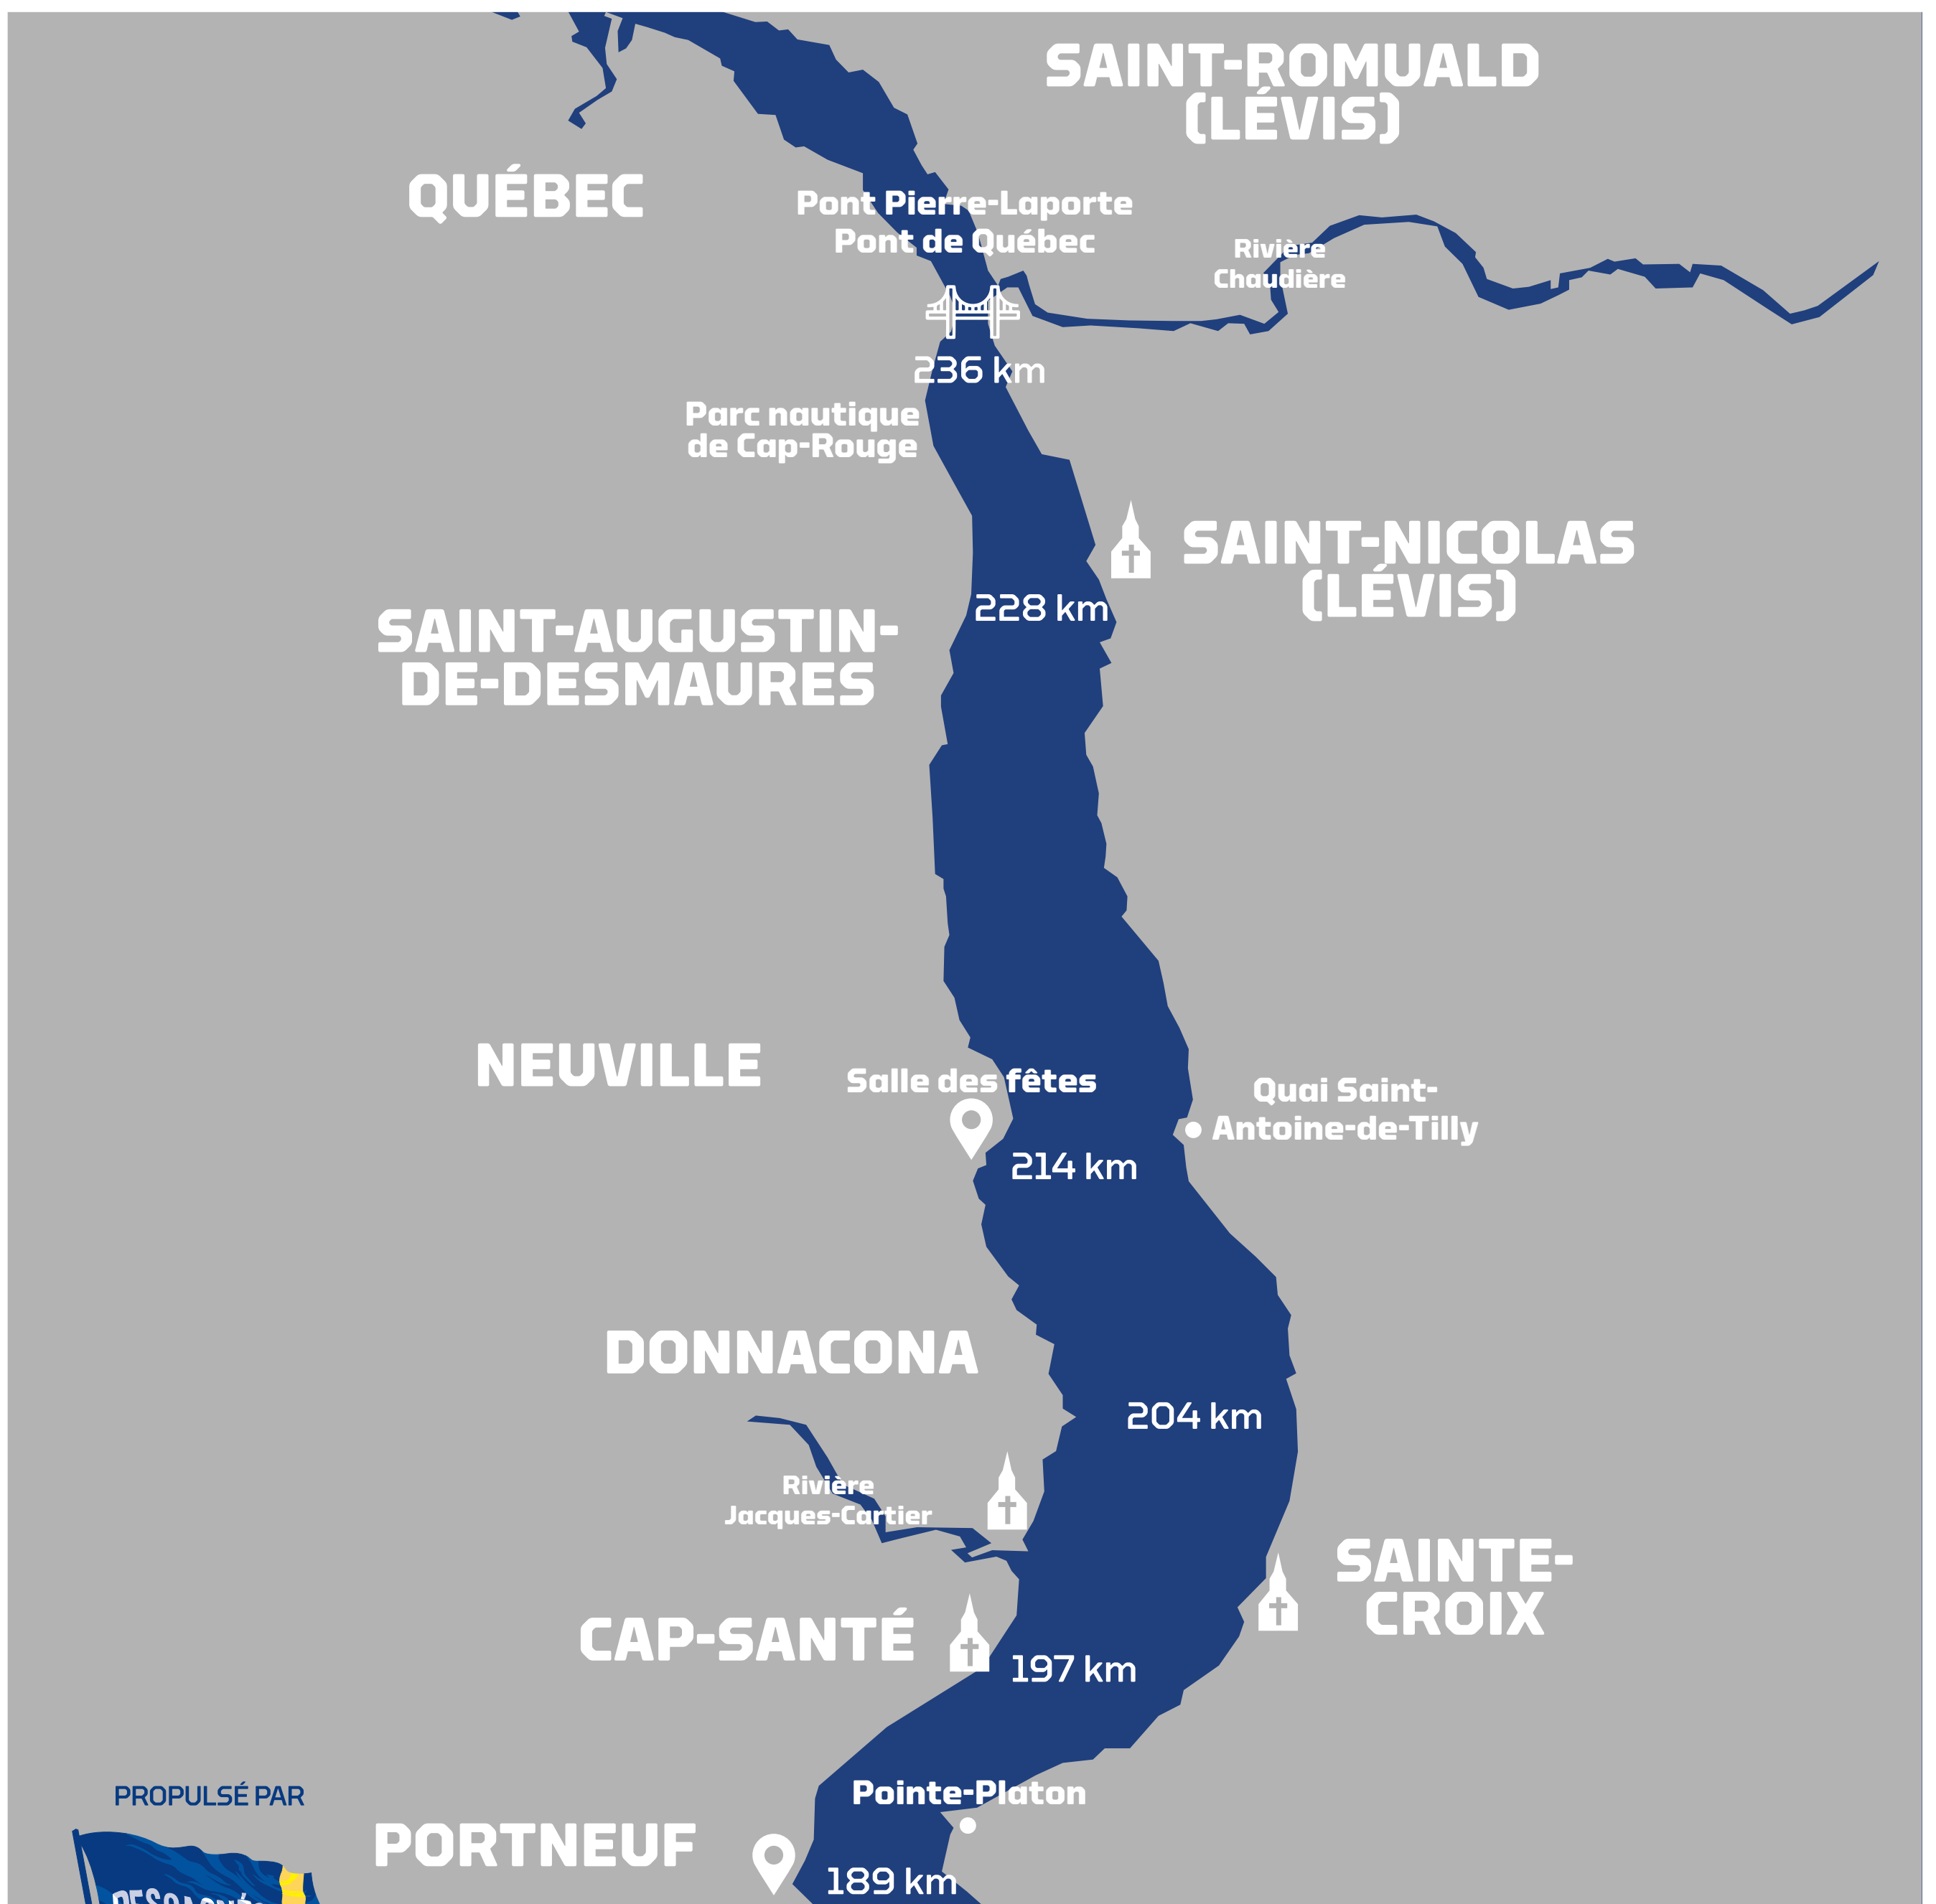 SAINT-ROMUALD
(LÉVIS)
QUÉBEC
Pont Pierre-Laporte
Pont de Québec
Rivière
Chaudière
236 km
Parc nautique
de Cap-Rouge
SAINT-NICOLAS
(LÉVIS)
228 km
SAINT-AUGUSTIN-
DE-DESMAURES
NEUVILLE
Salle des fêtes
Quai Saint-
Antoine-de-Tilly
214 km
DONNACONA
204 km
Rivière
Jacques-Cartier
SAINTE-
CROIX
CAP-SANTÉ
197 km
Pointe-Platon
PROPULSÉ PAR
PORTNEUF
189 km